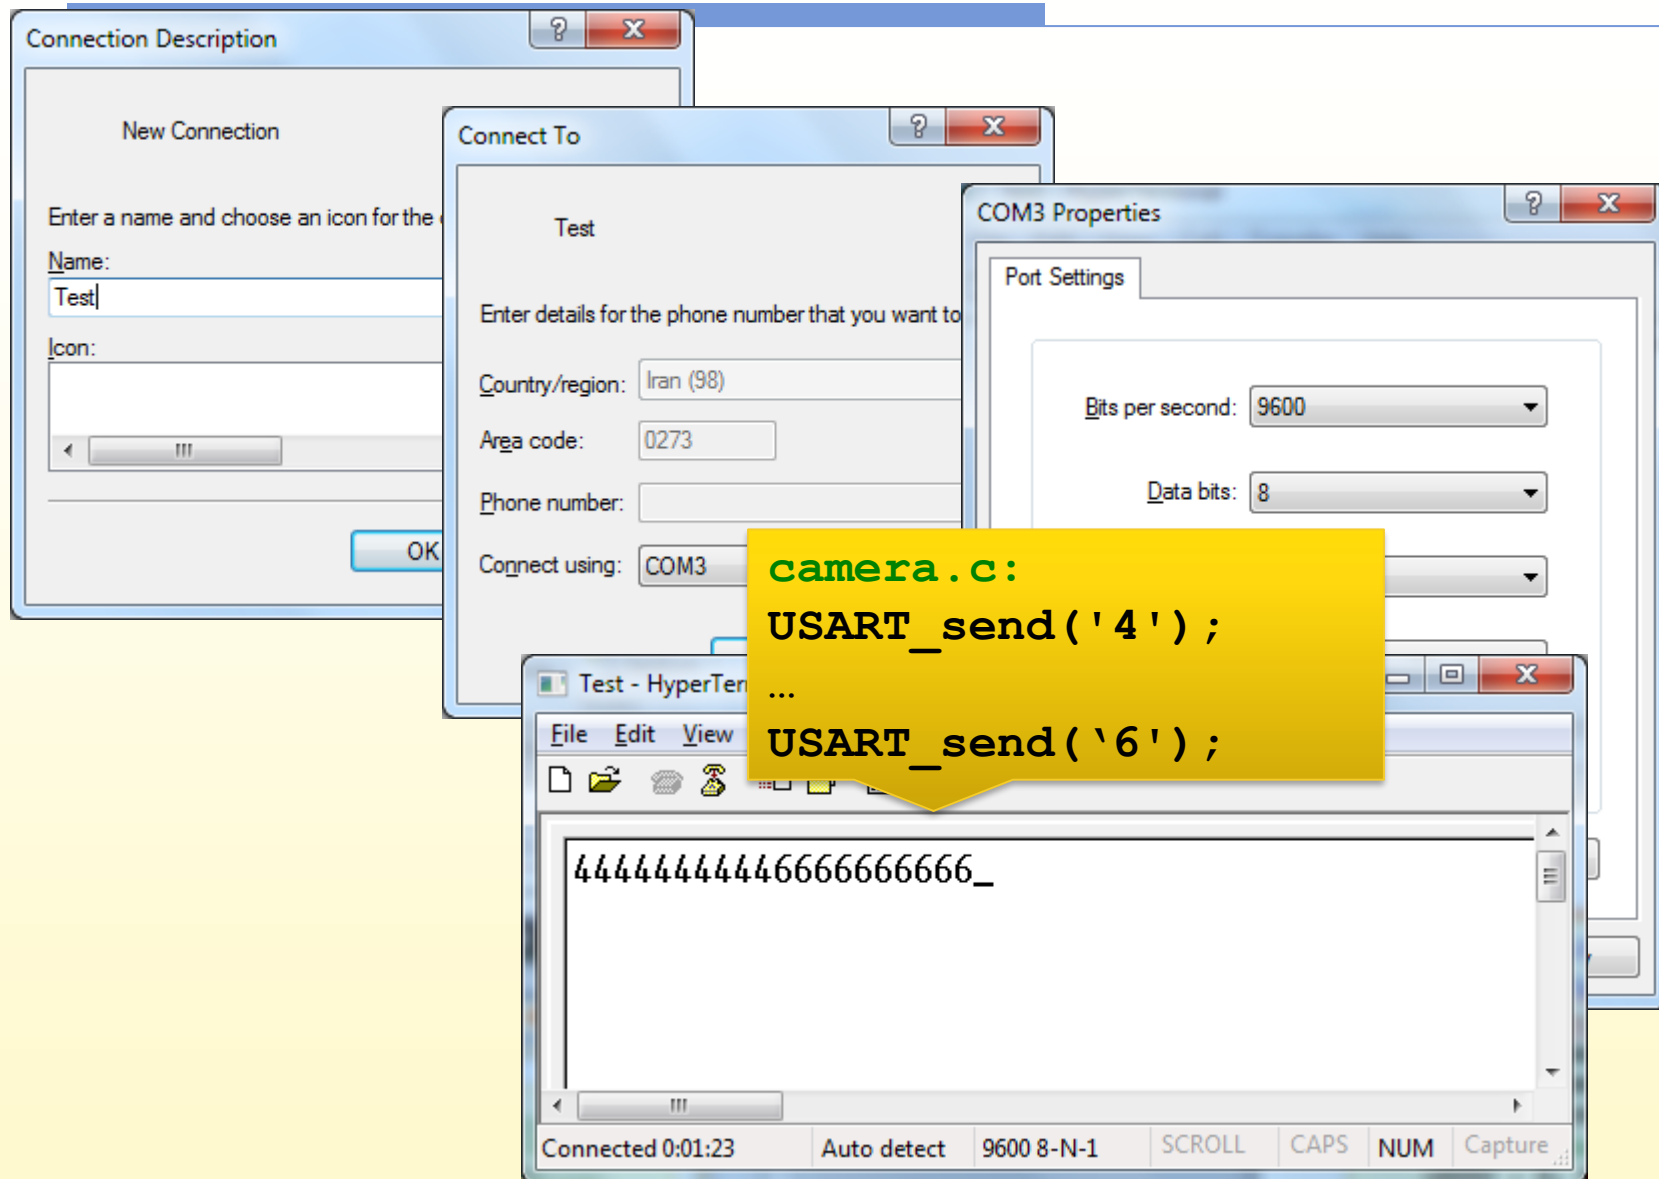 Connection Description
New Connection
Enter a name and choose an icon for the
Name:
Test
Icon:
OK
Connect To
Test
Enter details for the phone number that you want to
Country/region: Iran (98)
Area code: 0273
Phone number:
Connect using: COM3
COM3 Properties
Port Settings
Bits per second: 9600
Data bits: 8
camera.c:
USART_send('4');
…
USART_send(‘6');
Test - HyperTer
File Edit View
44444444446666666666_
Connected 0:01:23 Auto detect 9600 8-N-1 SCROLL CAPS NUM Capture